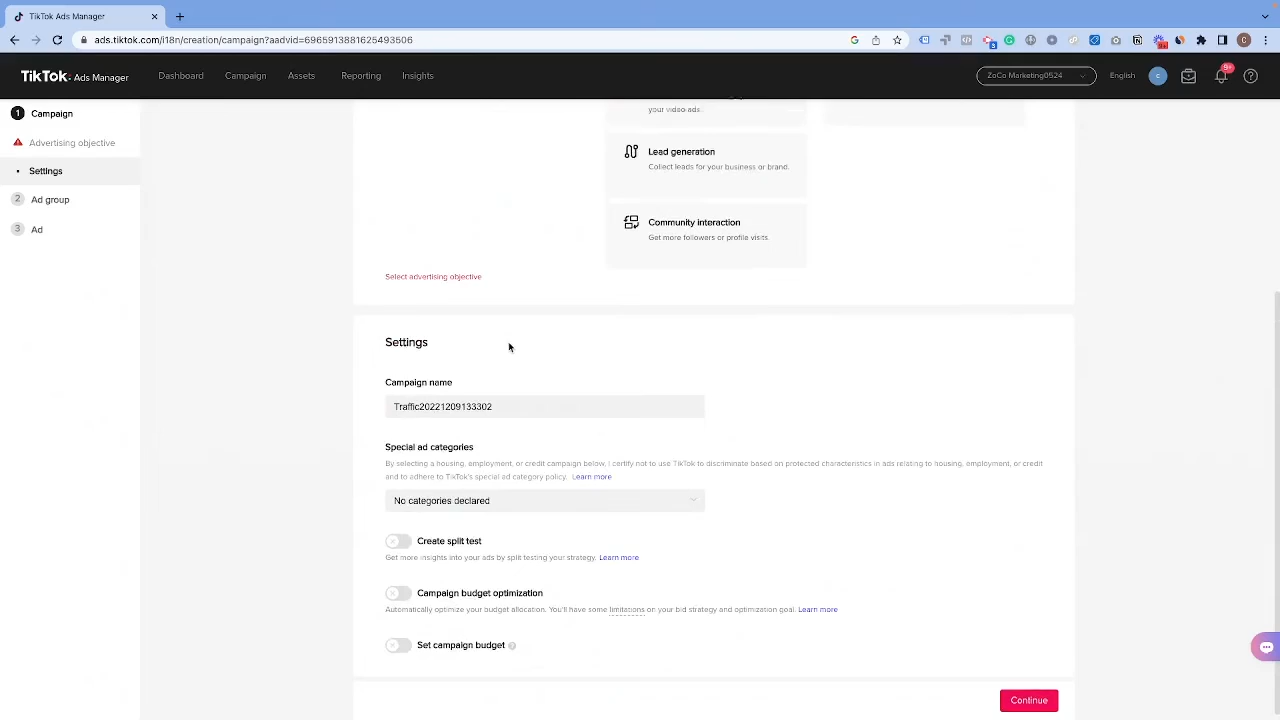 TikTok Ads Manager
ads.tiktok.com/i18n/creation/campaign?aadvid=6965913881625493506
TikTok: Ads Manager
Dashboard
Campaign
Assets
Reporting
Insights
ZoCo Marketing0524
English
C
9+
1 Campaign
Advertising objective
Settings
2 Ad group
3 Ad
your video ads.
Lead generation
Collect leads for your business or brand.
Community interaction
Get more followers or profile visits.
Select advertising objective
Settings
Campaign name
Traffic20221209133302
Special ad categories
By selecting a housing, employment, or credit campaign below, I certify not to use TikTok to discriminate based on protected characteristics in ads relating to housing, employment, or credit
and to adhere to TikTok's special ad category policy. Learn more
No categories declared
Create split test
Get more insights into your ads by split testing your strategy. Learn more
Campaign budget optimization
Automatically optimize your budget allocation. You'll have some limitations on your bid strategy and optimization goal. Learn more
Set campaign budget
Continue